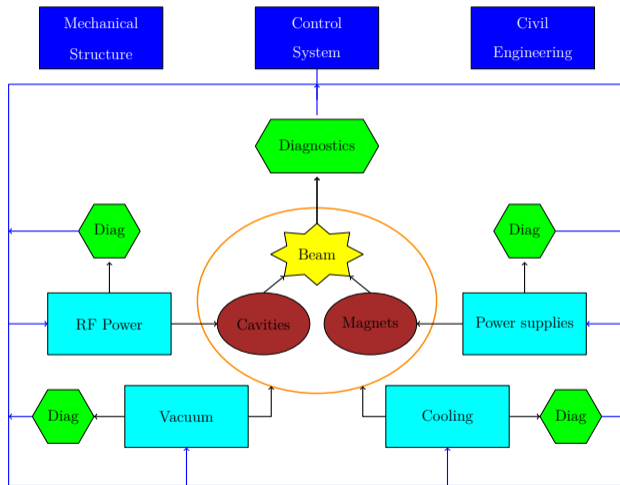 Mechanical
Structure
Control
System
Civil
Engineering
Diagnostics
Diag
Beam
Diag
RF Power
Cavities
Magnets
Power supplies
Diag
Vacuum
Cooling
Diag